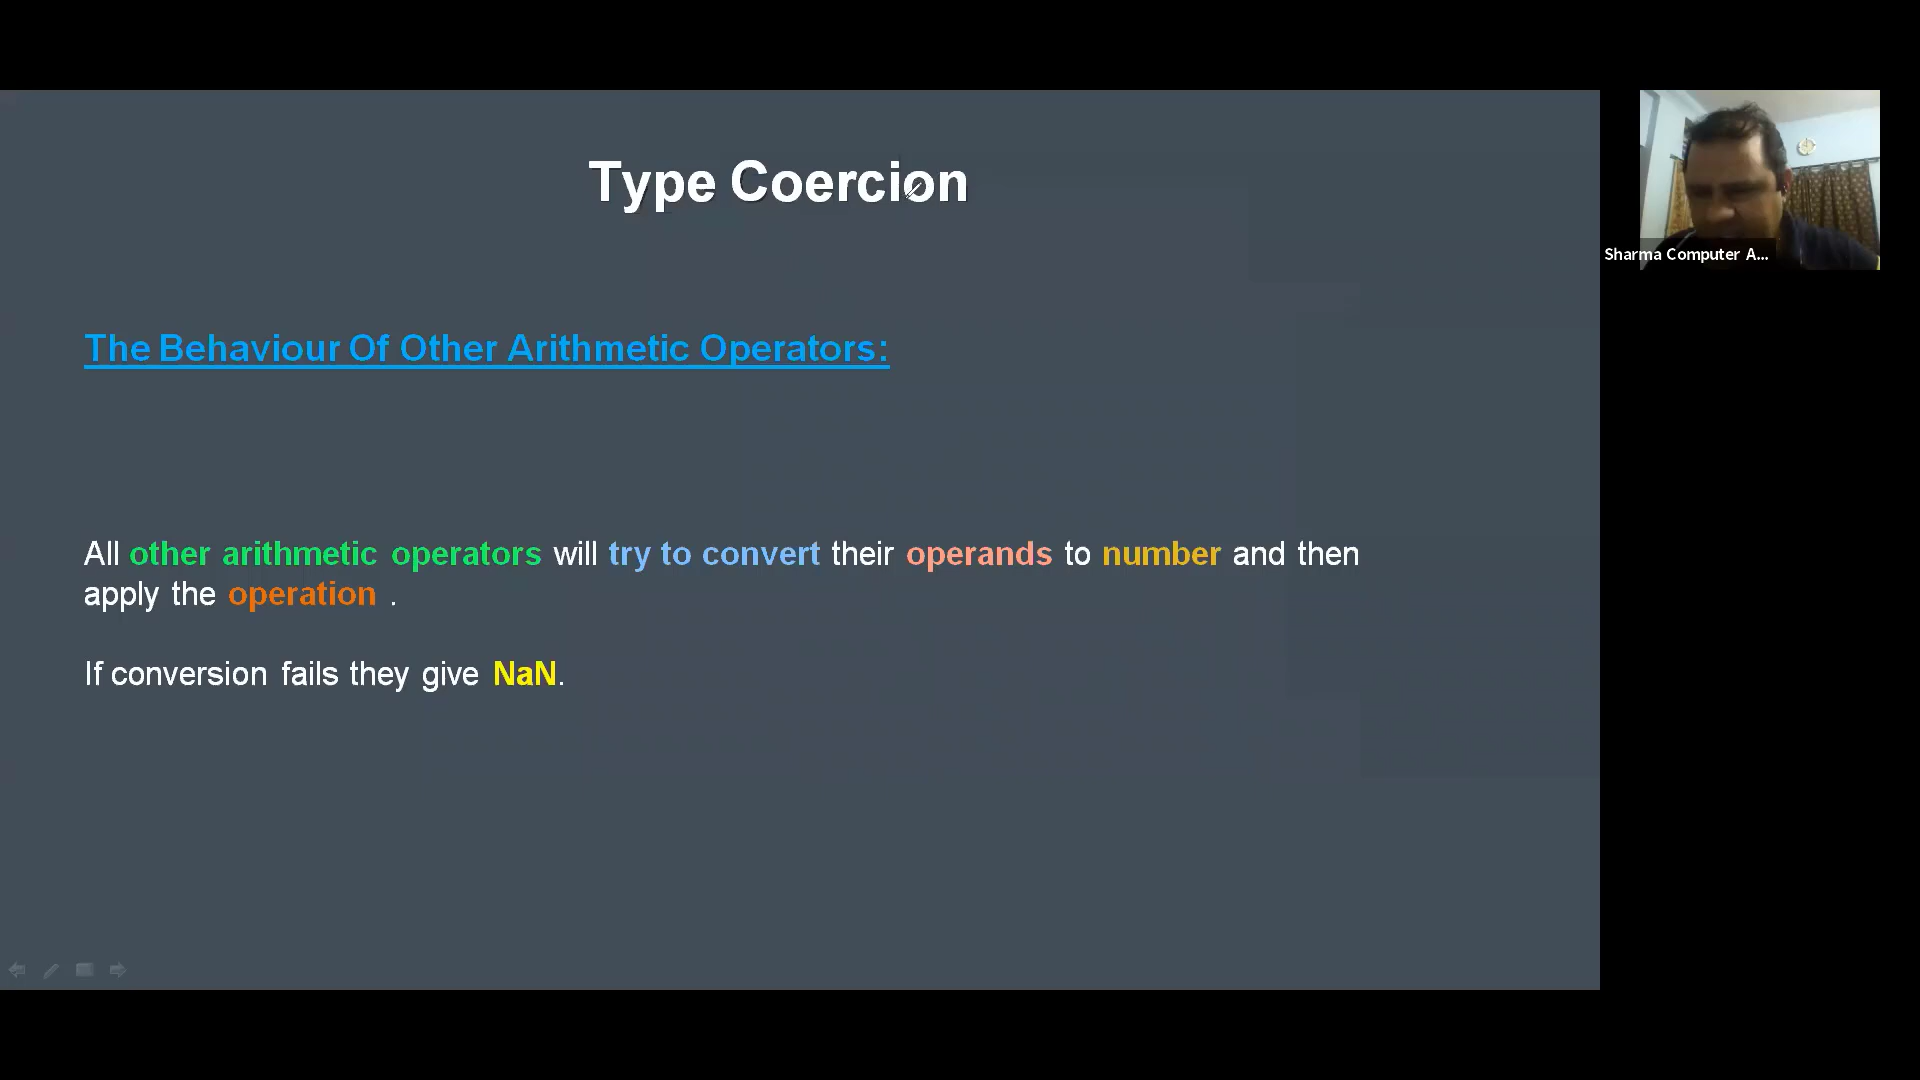 Type Coercion
Sharma Computer A...
The Behaviour Of Other Arithmetic Operators:
All other arithmetic operators will try to convert their operands to number and then
apply the operation .
If conversion fails they give NaN.